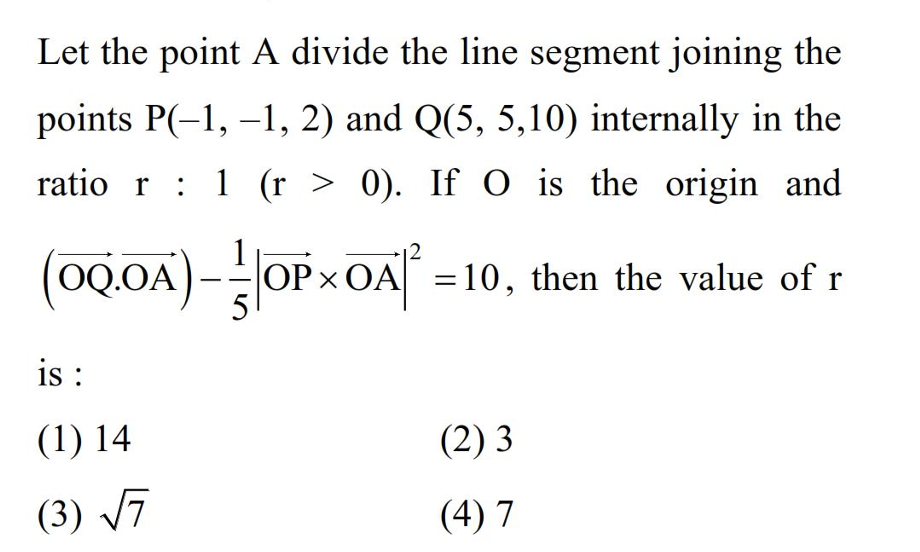 Let the point A divide the line segment joining the
points P(–1, –1, 2) and Q(5, 5,10) internally in the
ratio r : 1 (r > 0). If O is the origin and
$\left(\overrightarrow{OQ}.\overrightarrow{OA}\right)-\frac{1}{5}\left|\overrightarrow{OP}\times\overrightarrow{OA}\right|^{2}=10$, then the value of r
is :
(1) 14 (2) 3
(3) $\sqrt{7}$ (4) 7